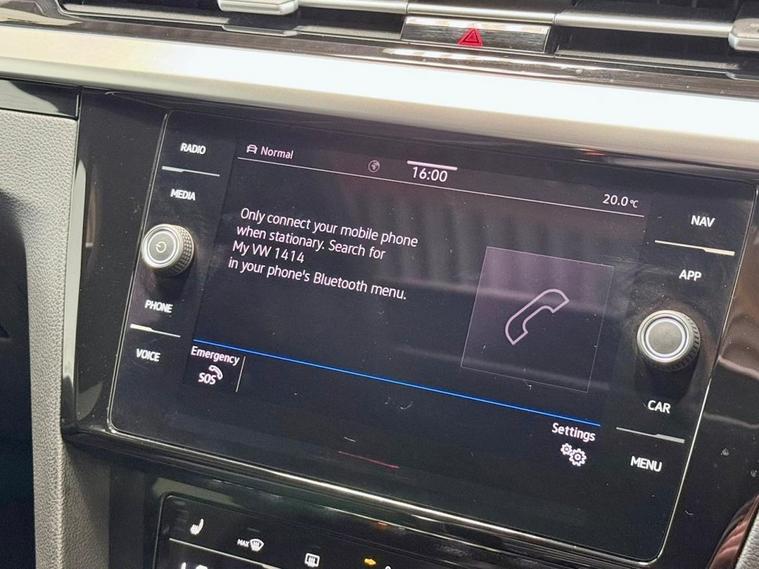 RADIO
MEDIA
PHONE
VOICE
Normal
16:00
20.0°C
Only connect your mobile phone
when stationary. Search for
My VW 1414
in your phone's Bluetooth menu.
Emergency
SOS
Settings
NAV
APP
CAR
MENU
MAX